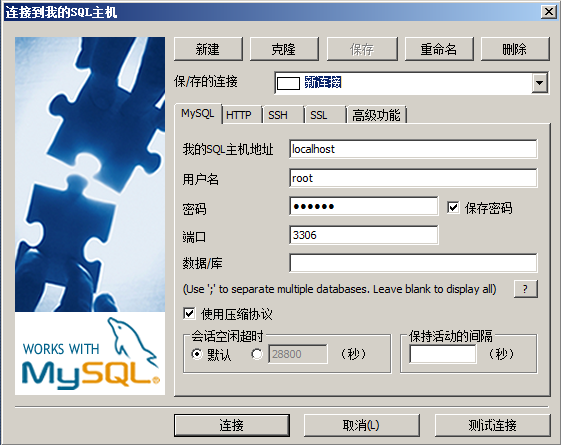 连接到我的SQL主机
新建 克隆 保存 重命名 删除
保/存的连接 新连接
MySQL HTTP SSH SSL 高级功能
我的SQL主机地址 localhost
用户名 root
密码 ●●●●●● 保存密码
端口 3306
数据/库
(Use ';' to separate multiple databases. Leave blank to display all) ?
使用压缩协议
会话空闲超时 保持活动的间隔
默认 28800 （秒） （秒）
WORKS WITH
MySQL®
连接 取消(L) 测试连接